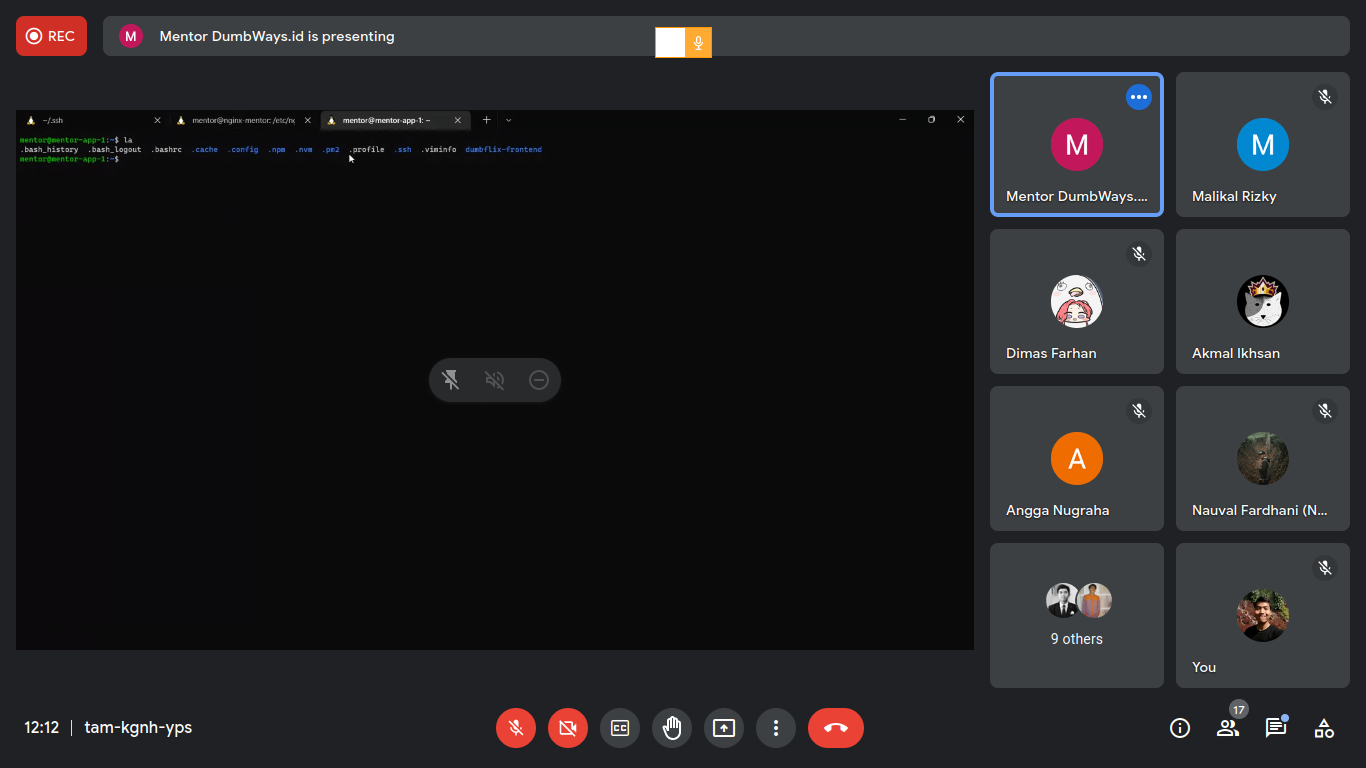 REC
M
Mentor DumbWays.id is presenting
~/.ssh
mentor@nginx-mentor: /etc/ng
mentor@mentor-app-1: ~
mentor@mentor-app-1:~$ la
.bash_history .bash_logout .bashrc .cache .config .npm .nvm .pm2 .profile .ssh .viminfo dumbflix-frontend
mentor@mentor-app-1:~$
M
Mentor DumbWays....
M
Malikal Rizky
Dimas Farhan
Akmal Ikhsan
A
Angga Nugraha
Nauval Fardhani (N...
9 others
You
12:12
tam-kgnh-yps
CC
17